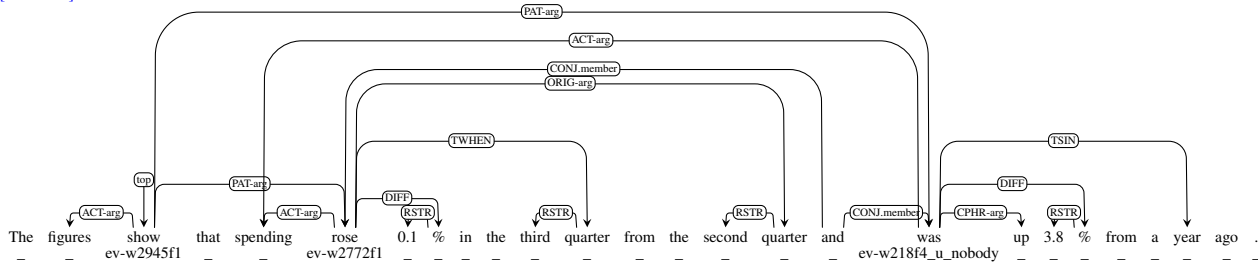 PAT-arg
ACT-arg
CONJ.member
ORIG-arg
TWHEN TSIN
top PAT-arg DIFF DIFF
ACT-arg ACT-arg RSTR RSTR RSTR CONJ.member CPHR-arg RSTR
The figures show that spending rose 0.1 % in the third quarter from the second quarter and was up 3.8 % from a year ago .
_ _ ev-w2945f1 _ _ ev-w2772f1 _ _ _ _ _ _ _ _ _ _ _ ev-w218f4_u_nobody _ _ _ _ _ _ _ _